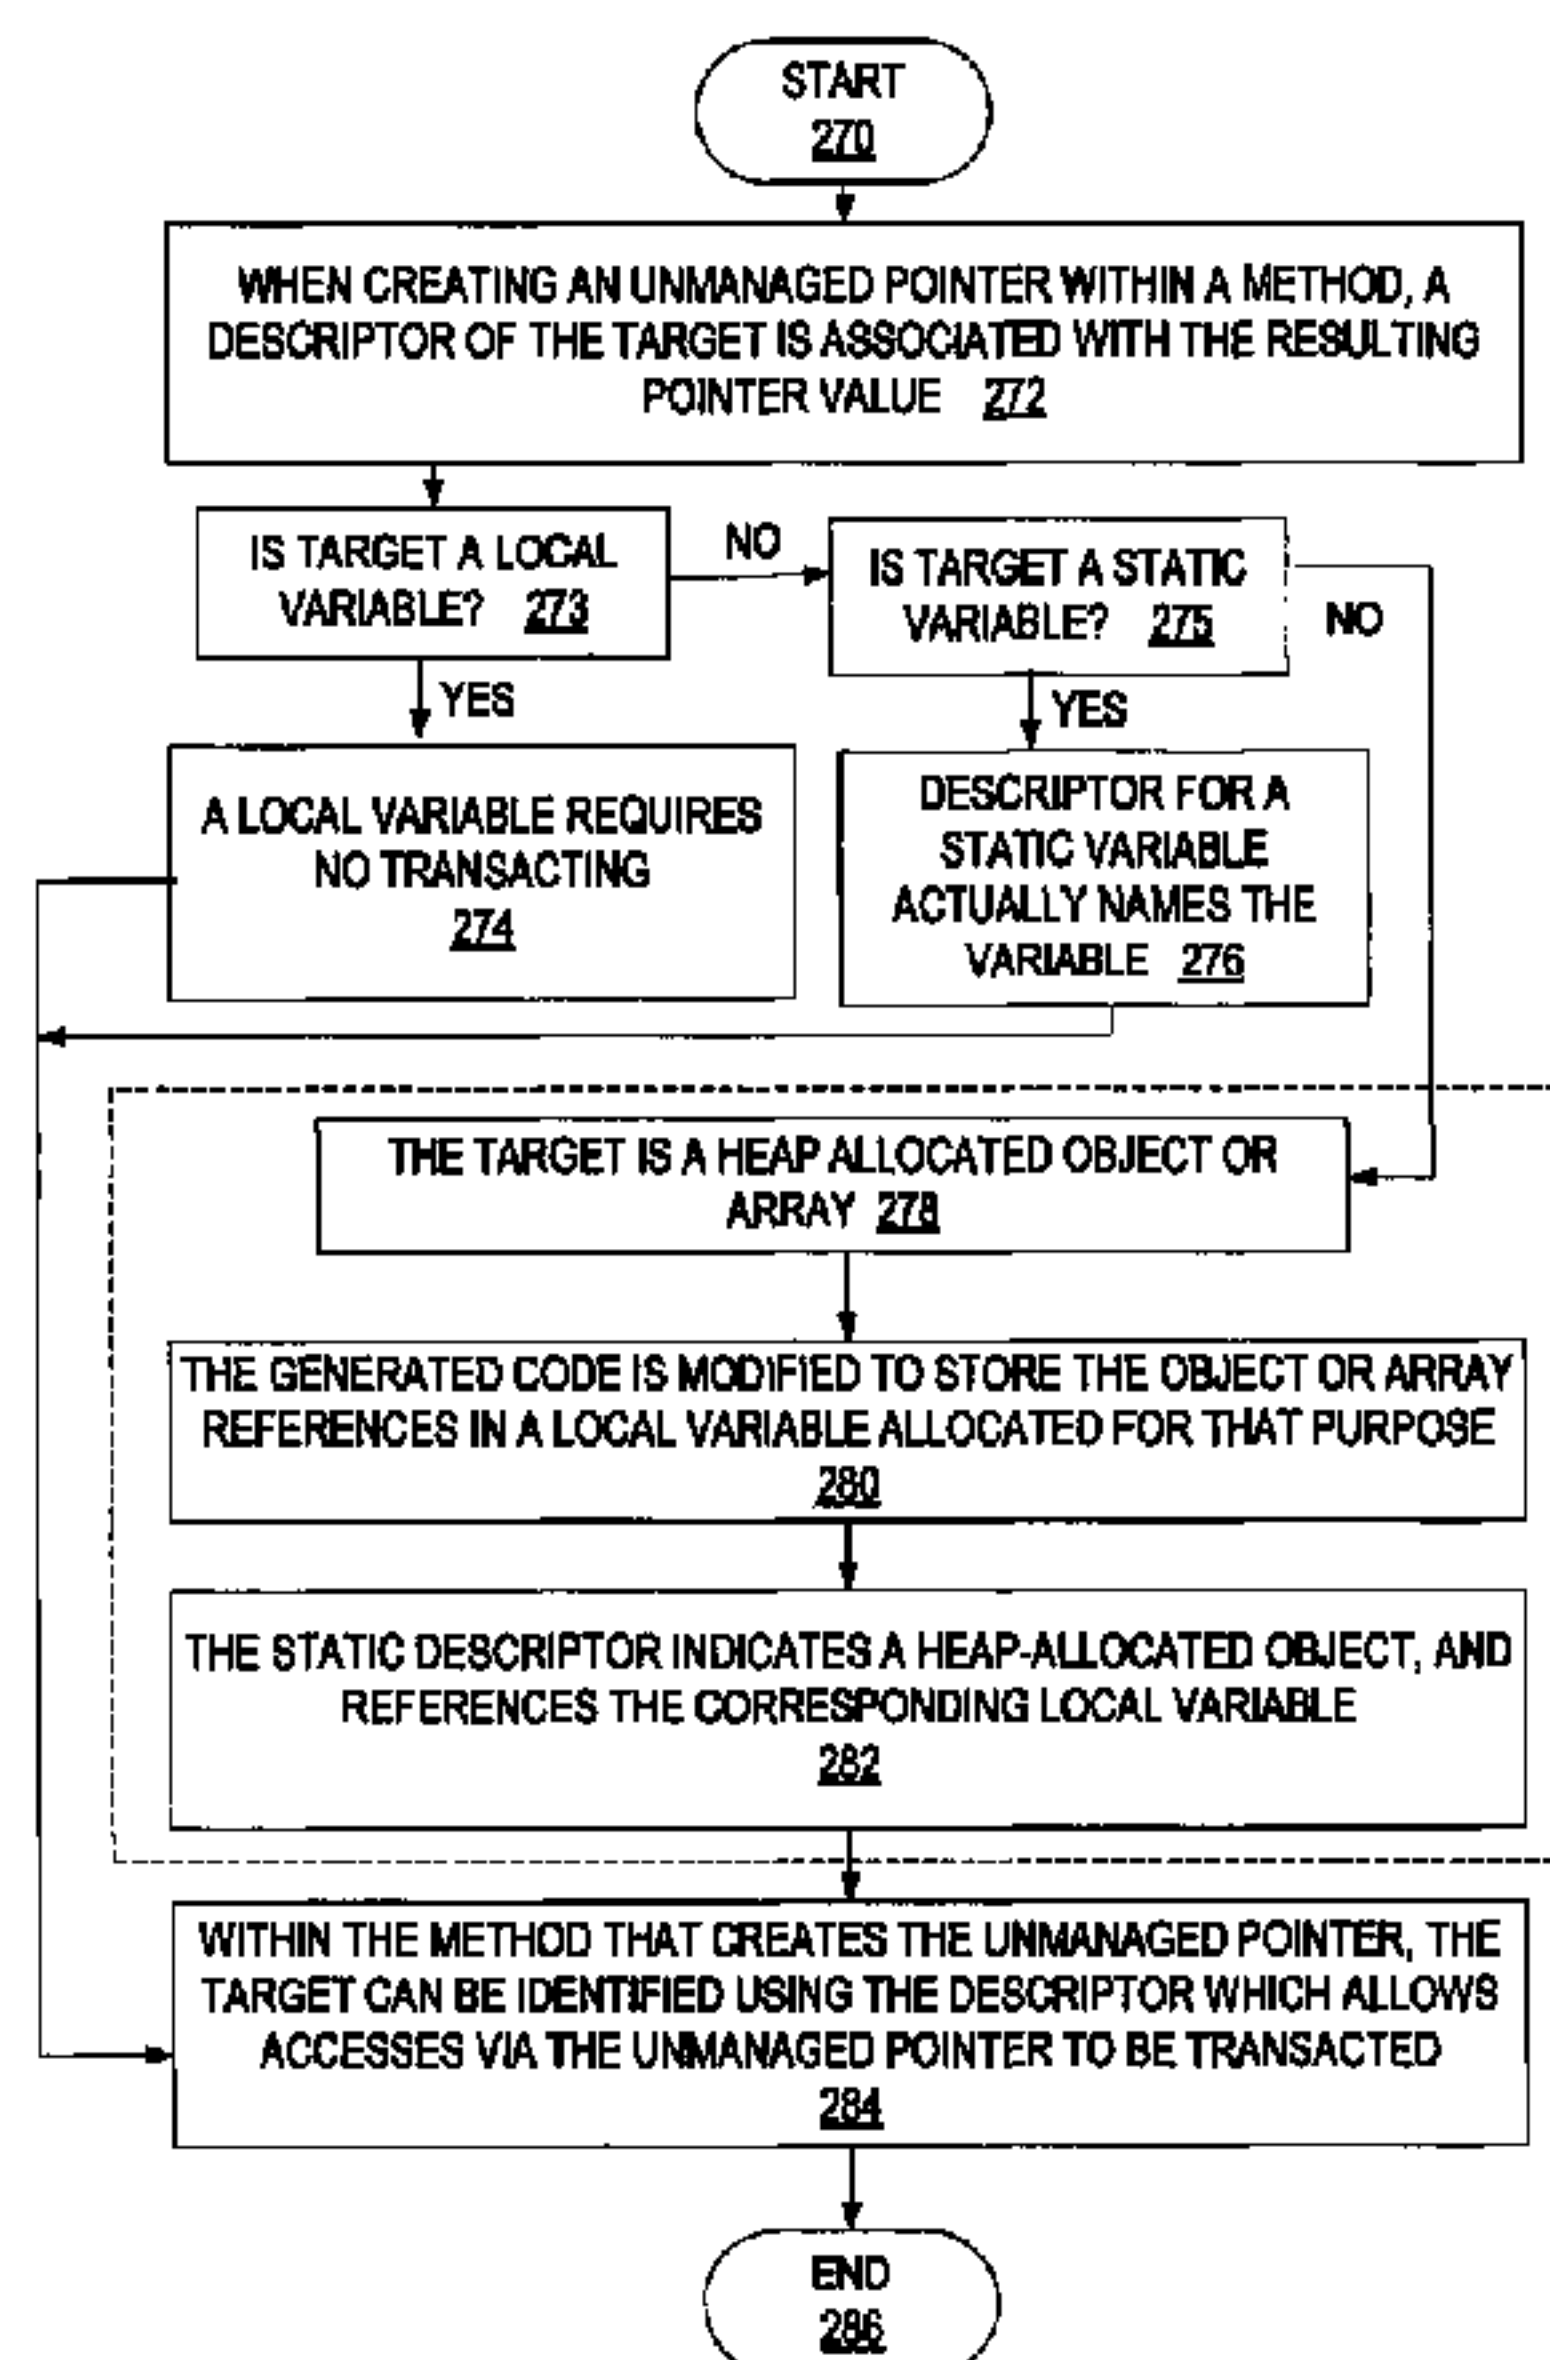 START
270
WHEN CREATING AN UNMANAGED POINTER WITHIN A METHOD, A
DESCRIPTOR OF THE TARGET IS ASSOCIATED WITH THE RESULTING
POINTER VALUE 272
IS TARGET A LOCAL
VARIABLE? 273
NO
IS TARGET A STATIC
VARIABLE? 275
NO
YES
YES
A LOCAL VARIABLE REQUIRES
NO TRANSACTING
274
DESCRIPTOR FOR A
STATIC VARIABLE
ACTUALLY NAMES THE
VARIABLE 276
THE TARGET IS A HEAP ALLOCATED OBJECT OR
ARRAY 278
THE GENERATED CODE IS MODIFIED TO STORE THE OBJECT OR ARRAY
REFERENCES IN A LOCAL VARIABLE ALLOCATED FOR THAT PURPOSE
280
THE STATIC DESCRIPTOR INDICATES A HEAP-ALLOCATED OBJECT, AND
REFERENCES THE CORRESPONDING LOCAL VARIABLE
282
WITHIN THE METHOD THAT CREATES THE UNMANAGED POINTER, THE
TARGET CAN BE IDENTIFIED USING THE DESCRIPTOR WHICH ALLOWS
ACCESSES VIA THE UNMANAGED POINTER TO BE TRANSACTED
284
END
286